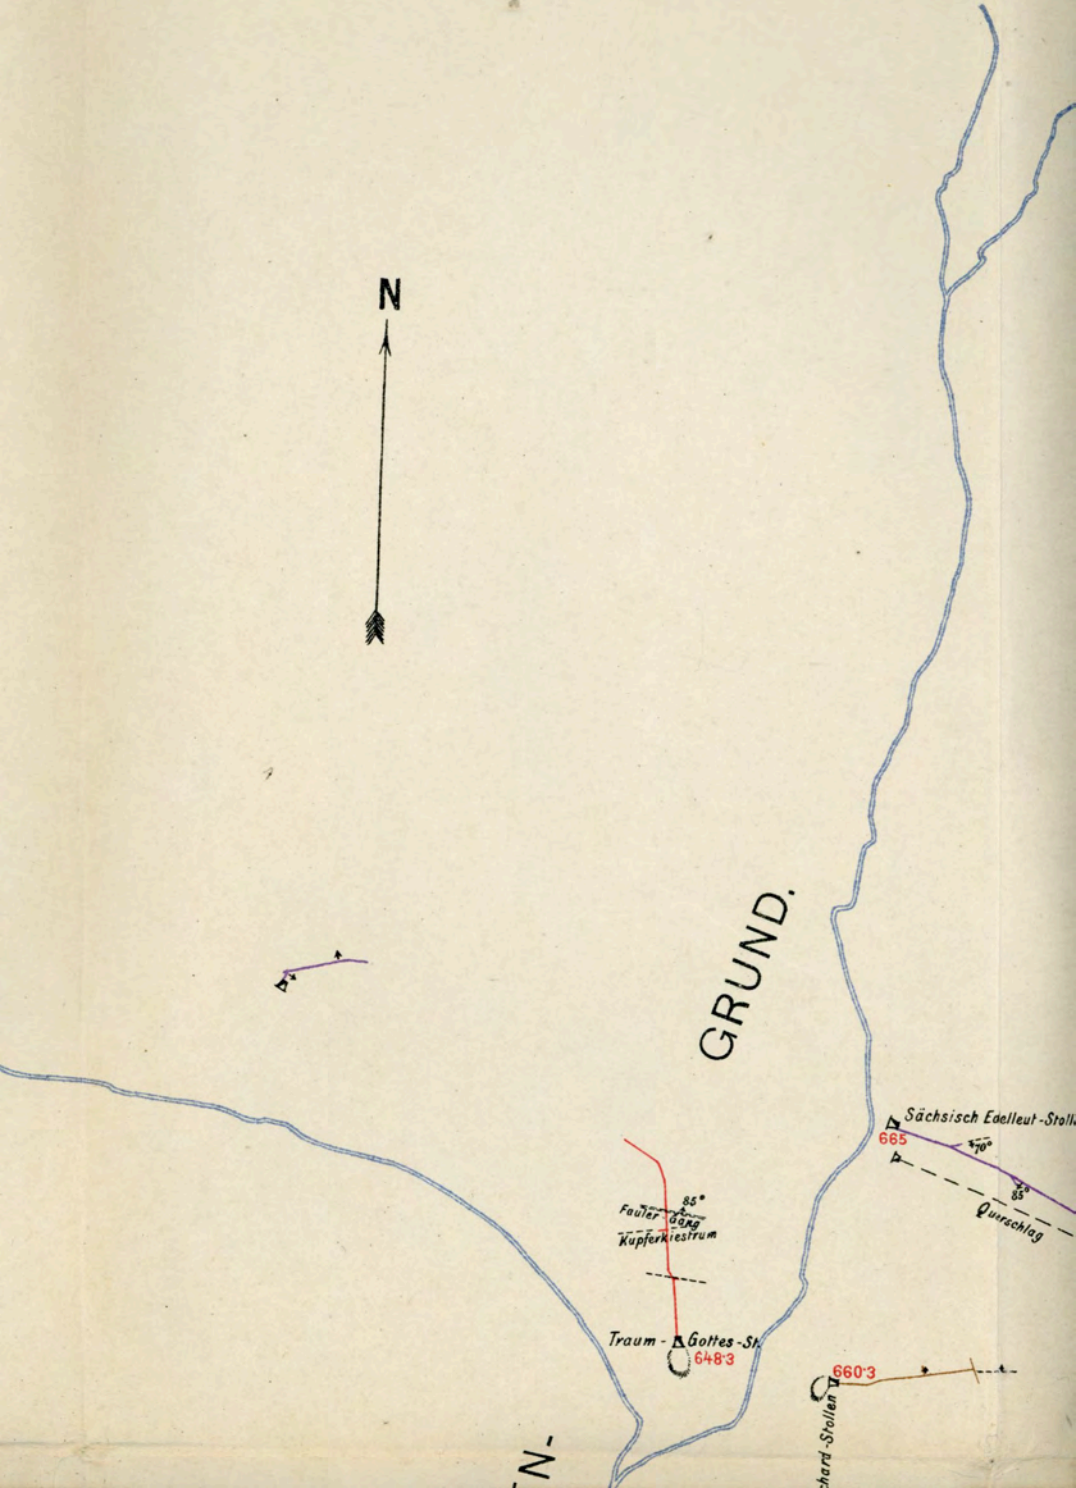 N
GRUND.
Sächsisch Edelleut-Stoll
665
70°
85°
Querschlag
85°
Fauler Gang
Kupferkiestrum
Traum- Gottes-St.
648·3
660·3
chard-Stollen
EN-